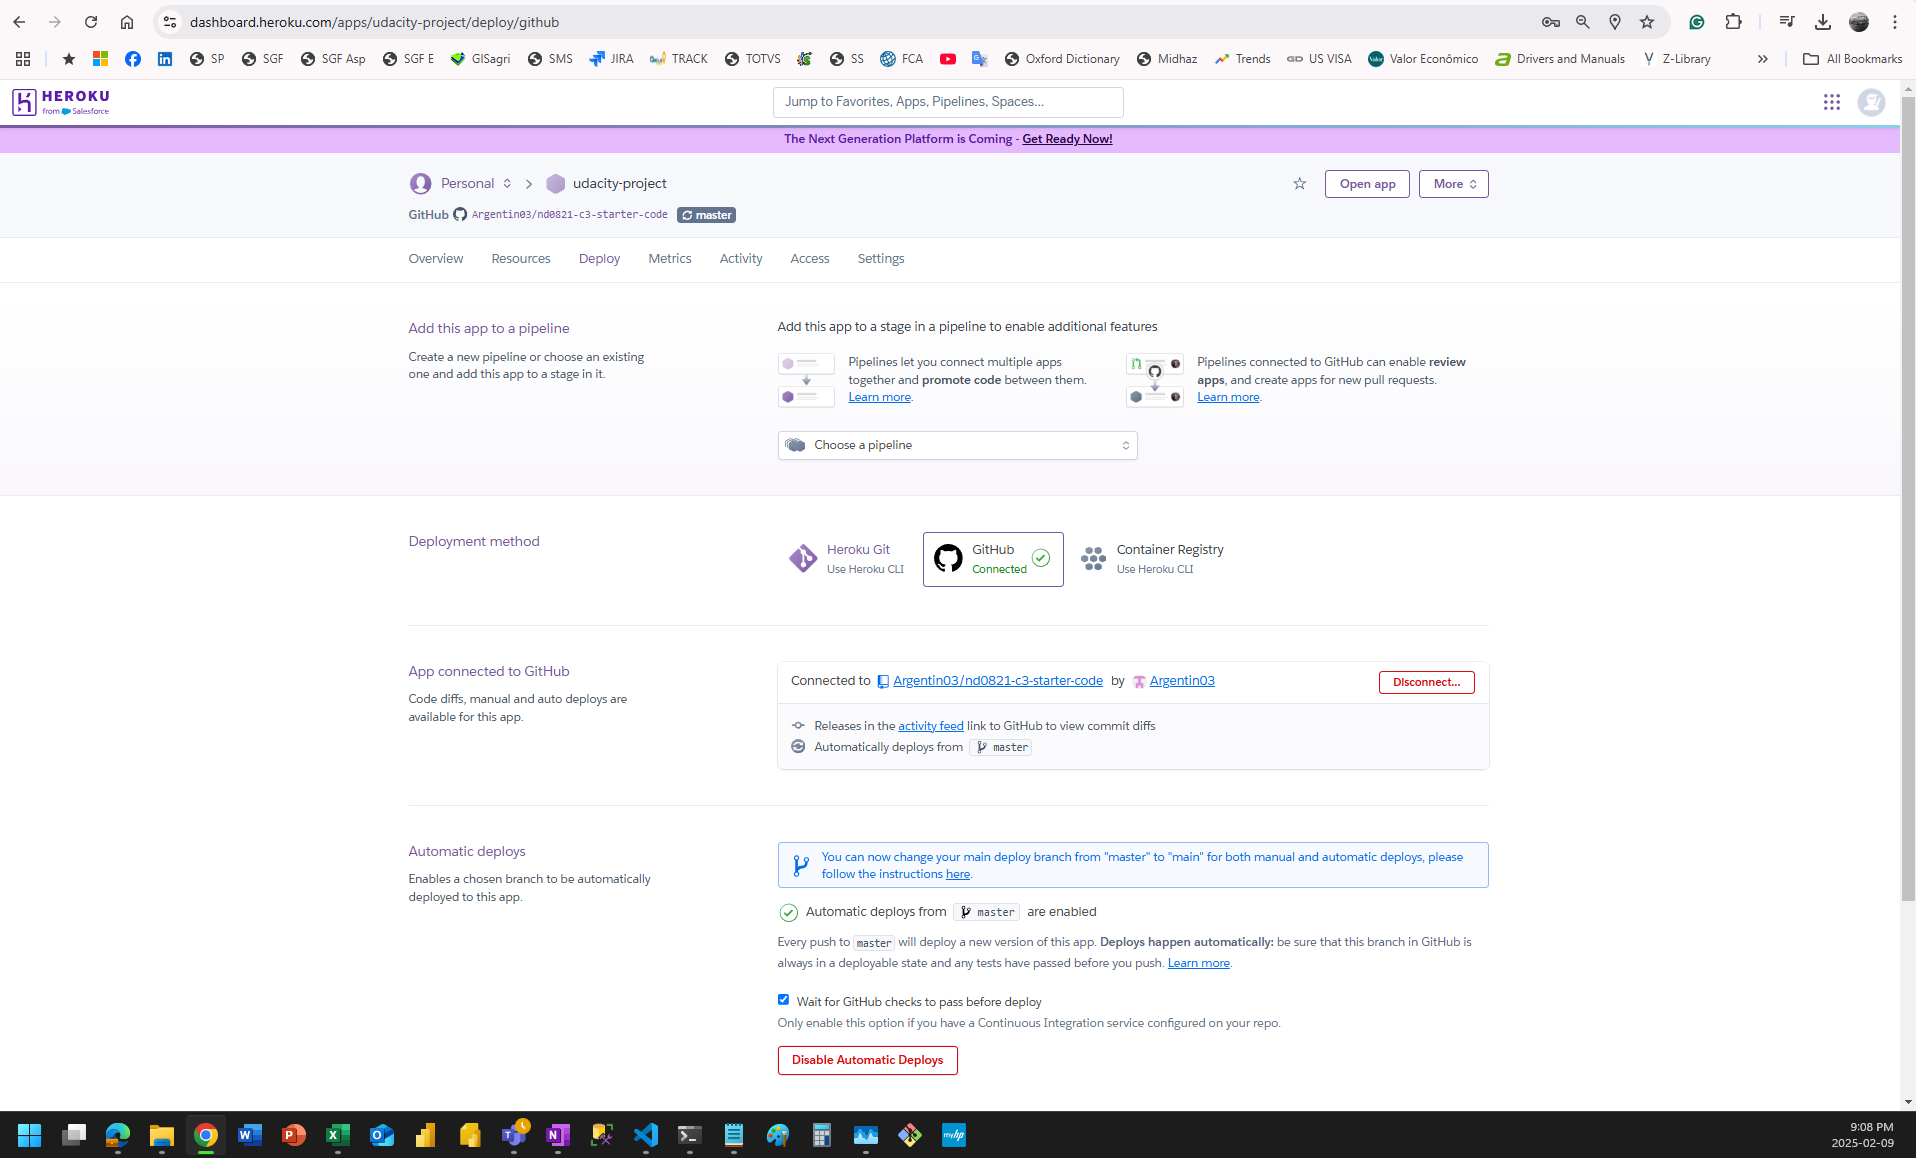 dashboard.heroku.com/apps/udacity-project/deploy/github
SP
SGF
SGF Asp
SGF E
GISagri
SMS
JIRA
TRACK
TOTVS
SS
FCA
Oxford Dictionary
Midhaz
Trends
US VISA
Valor Econômico
Drivers and Manuals
Z-Library
All Bookmarks
HEROKU
from Salesforce
Jump to Favorites, Apps, Pipelines, Spaces...
The Next Generation Platform is Coming - Get Ready Now!
Personal
udacity-project
Open app
More
GitHub Argentin03/nd0821-c3-starter-code master
Overview
Resources
Deploy
Metrics
Activity
Access
Settings
Add this app to a pipeline
Create a new pipeline or choose an existing
one and add this app to a stage in it.
Add this app to a stage in a pipeline to enable additional features
Pipelines let you connect multiple apps
together and promote code between them.
Learn more.
Pipelines connected to GitHub can enable review
apps, and create apps for new pull requests.
Learn more.
Choose a pipeline
Deployment method
Heroku Git
Use Heroku CLI
GitHub
Connected
Container Registry
Use Heroku CLI
App connected to GitHub
Code diffs, manual and auto deploys are
available for this app.
Connected to Argentin03/nd0821-c3-starter-code by Argentin03
Disconnect...
Releases in the activity feed link to GitHub to view commit diffs
Automatically deploys from master
Automatic deploys
Enables a chosen branch to be automatically
deployed to this app.
You can now change your main deploy branch from "master" to "main" for both manual and automatic deploys, please
follow the instructions here.
Automatic deploys from master are enabled
Every push to master will deploy a new version of this app. Deploys happen automatically: be sure that this branch in GitHub is
always in a deployable state and any tests have passed before you push. Learn more.
Wait for GitHub checks to pass before deploy
Only enable this option if you have a Continuous Integration service configured on your repo.
Disable Automatic Deploys
9:08 PM
2025-02-09